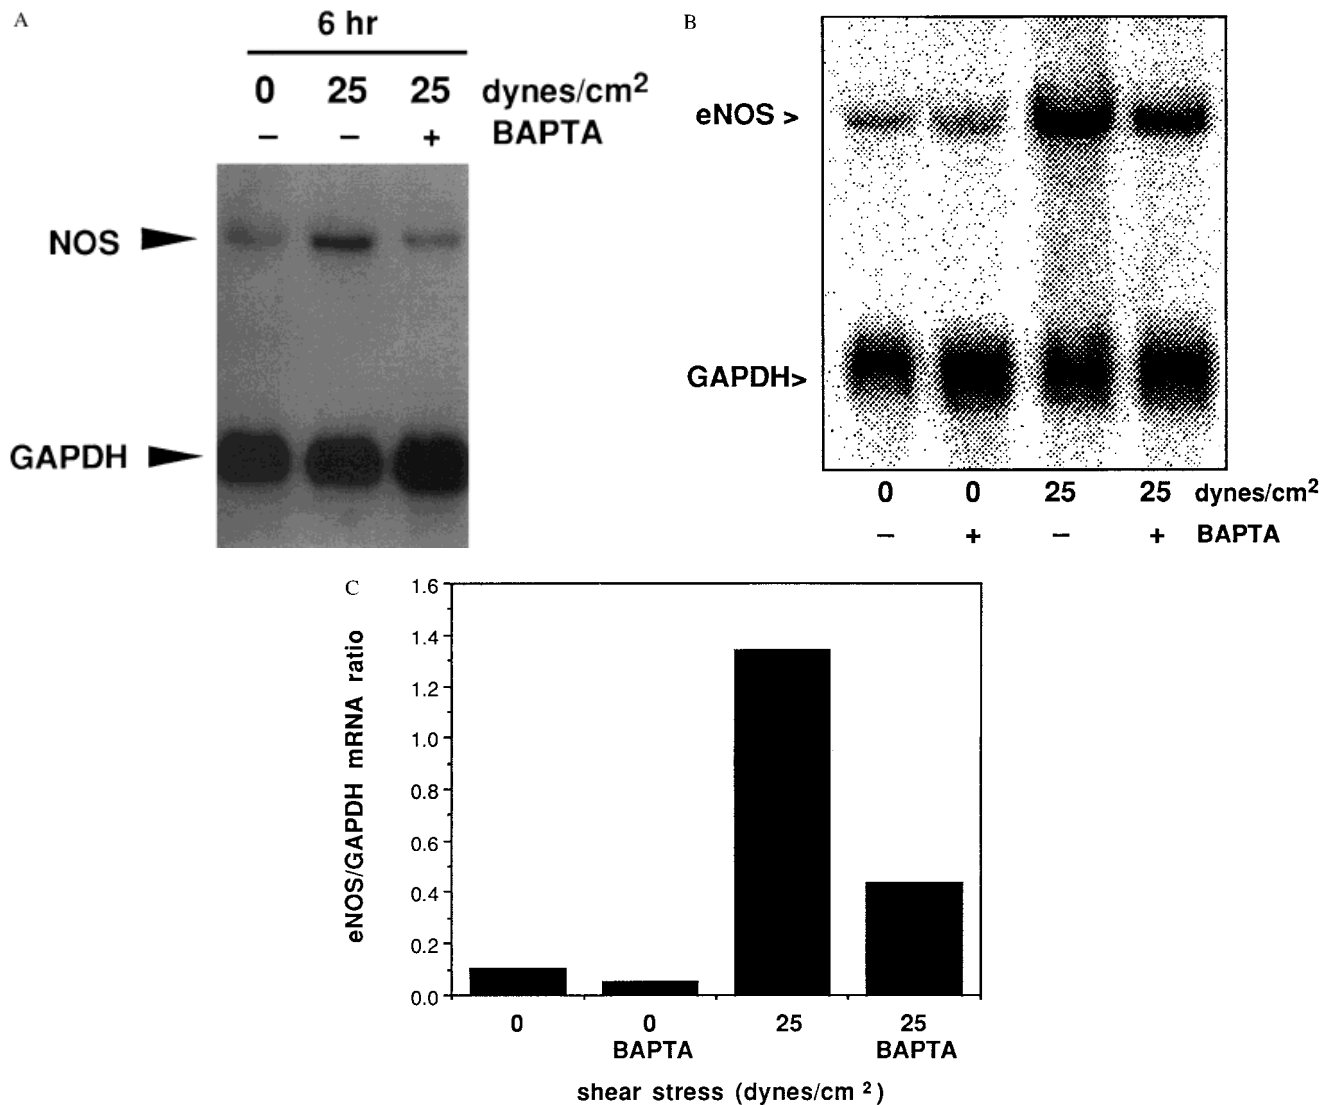 A
6 hr
0 25 25 dynes/cm²
– – + BAPTA
NOS
GAPDH
B
eNOS >
GAPDH>
0 0 25 25 dynes/cm²
– + – + BAPTA
C
eNOS/GAPDH mRNA ratio
1.6
1.4
1.2
1.0
0.8
0.6
0.4
0.2
0.0
0 0 25 25
BAPTA BAPTA
shear stress (dynes/cm ²)